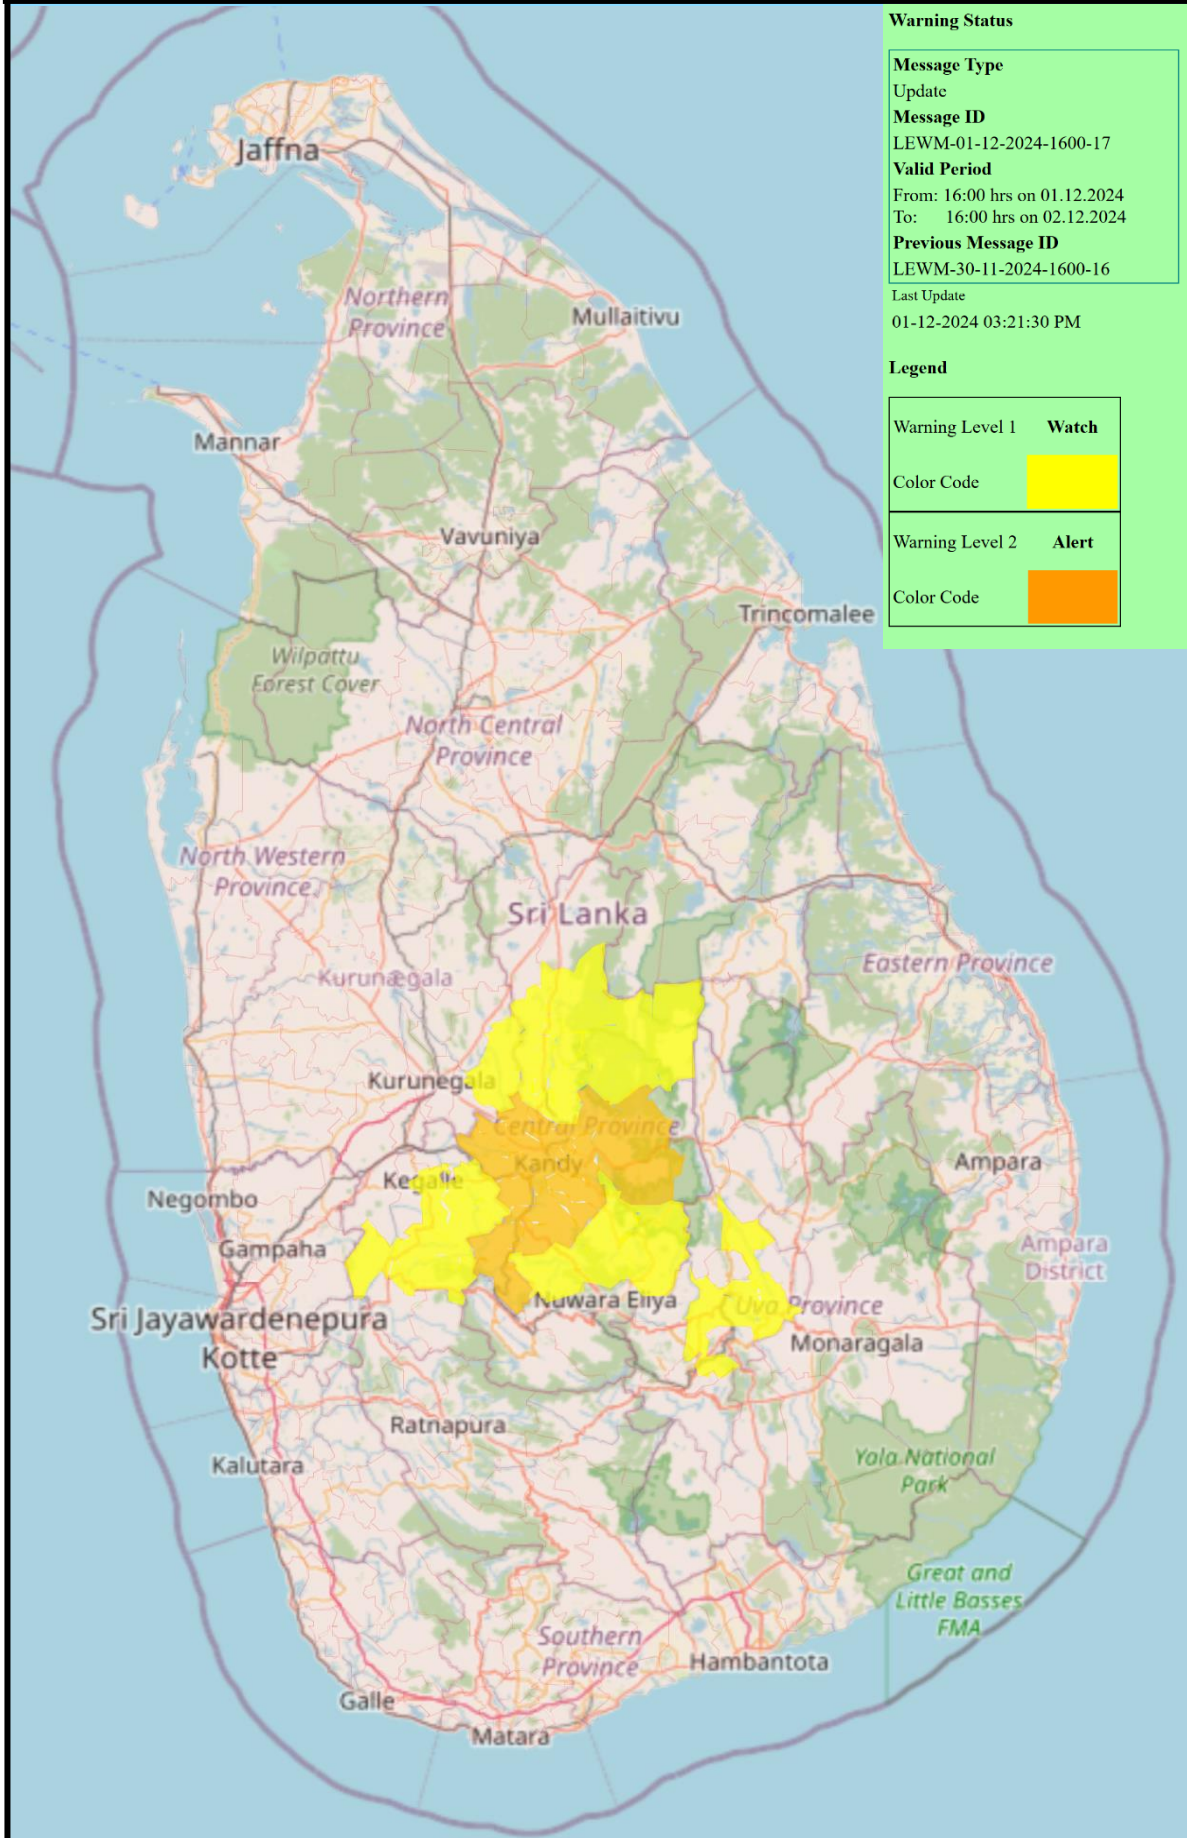 Warning Status
Message Type
Update
Message ID
LEWM-01-12-2024-1600-17
Valid Period
From: 16:00 hrs on 01.12.2024
To: 16:00 hrs on 02.12.2024
Previous Message ID
LEWM-30-11-2024-1600-16
Last Update
01-12-2024 03:21:30 PM
Legend
Warning Level 1 Watch
Color Code
Warning Level 2 Alert
Color Code
Jaffna
Northern
Province
Mullaitivu
Mannar
Vavuniya
Trincomalee
Wilpattu
Forest Cover
North Central
Province
North Western
Province
Sri Lanka
Eastern Province
Kurunægala
Kurunegala
Central Province
Kandy
Kegalle
Ampara
Negombo
Gampaha
Ampara
District
Nuwara Eliya
Uva Province
Sri Jayawardenepura
Kotte
Monaragala
Ratnapura
Kalutara
Yala National
Park
Great and
Little Basses
FMA
Southern
Province
Hambantota
Galle
Matara